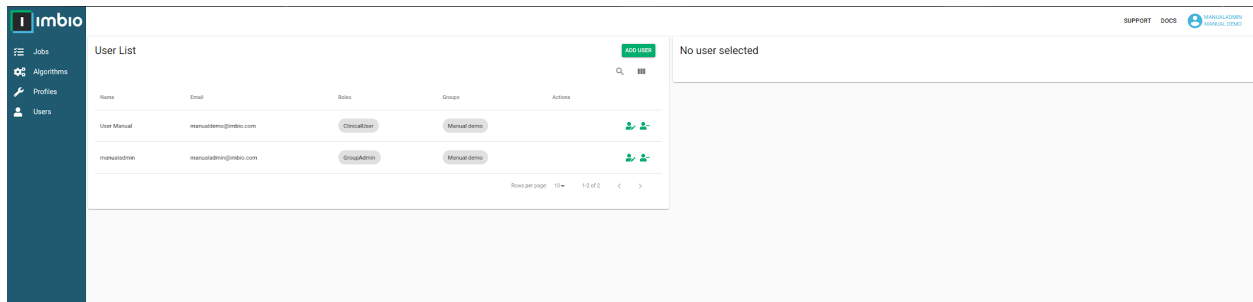 imbio
SUPPORT DOCS MANUALADMIN
MANUAL DEMO
Jobs
Algorithms
Profiles
Users
User List
ADD USER
Name Email Roles Groups Actions
User Manual manualdemo@imbio.com ClinicalUser Manual demo
manualadmin manualadmin@imbio.com GroupAdmin Manual demo
Rows per page: 10 1-2 of 2
No user selected